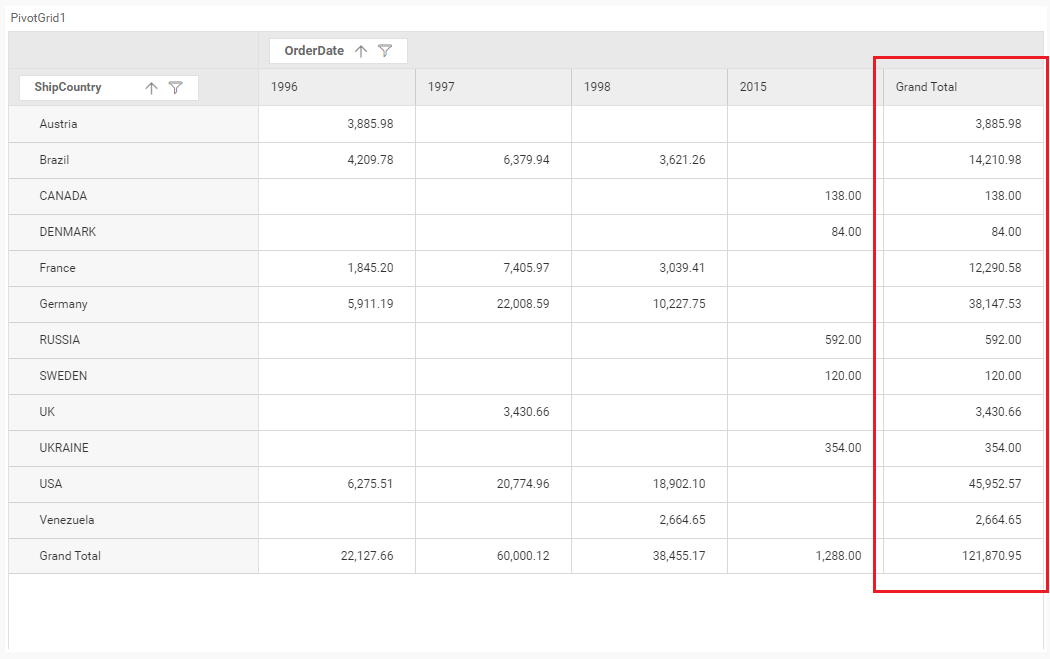 PivotGrid1
OrderDate
ShipCountry 1996 1997 1998 2015 Grand Total
Austria 3,885.98 3,885.98
Brazil 4,209.78 6,379.94 3,621.26 14,210.98
CANADA 138.00 138.00
DENMARK 84.00 84.00
France 1,845.20 7,405.97 3,039.41 12,290.58
Germany 5,911.19 22,008.59 10,227.75 38,147.53
RUSSIA 592.00 592.00
SWEDEN 120.00 120.00
UK 3,430.66 3,430.66
UKRAINE 354.00 354.00
USA 6,275.51 20,774.96 18,902.10 45,952.57
Venezuela 2,664.65 2,664.65
Grand Total 22,127.66 60,000.12 38,455.17 1,288.00 121,870.95